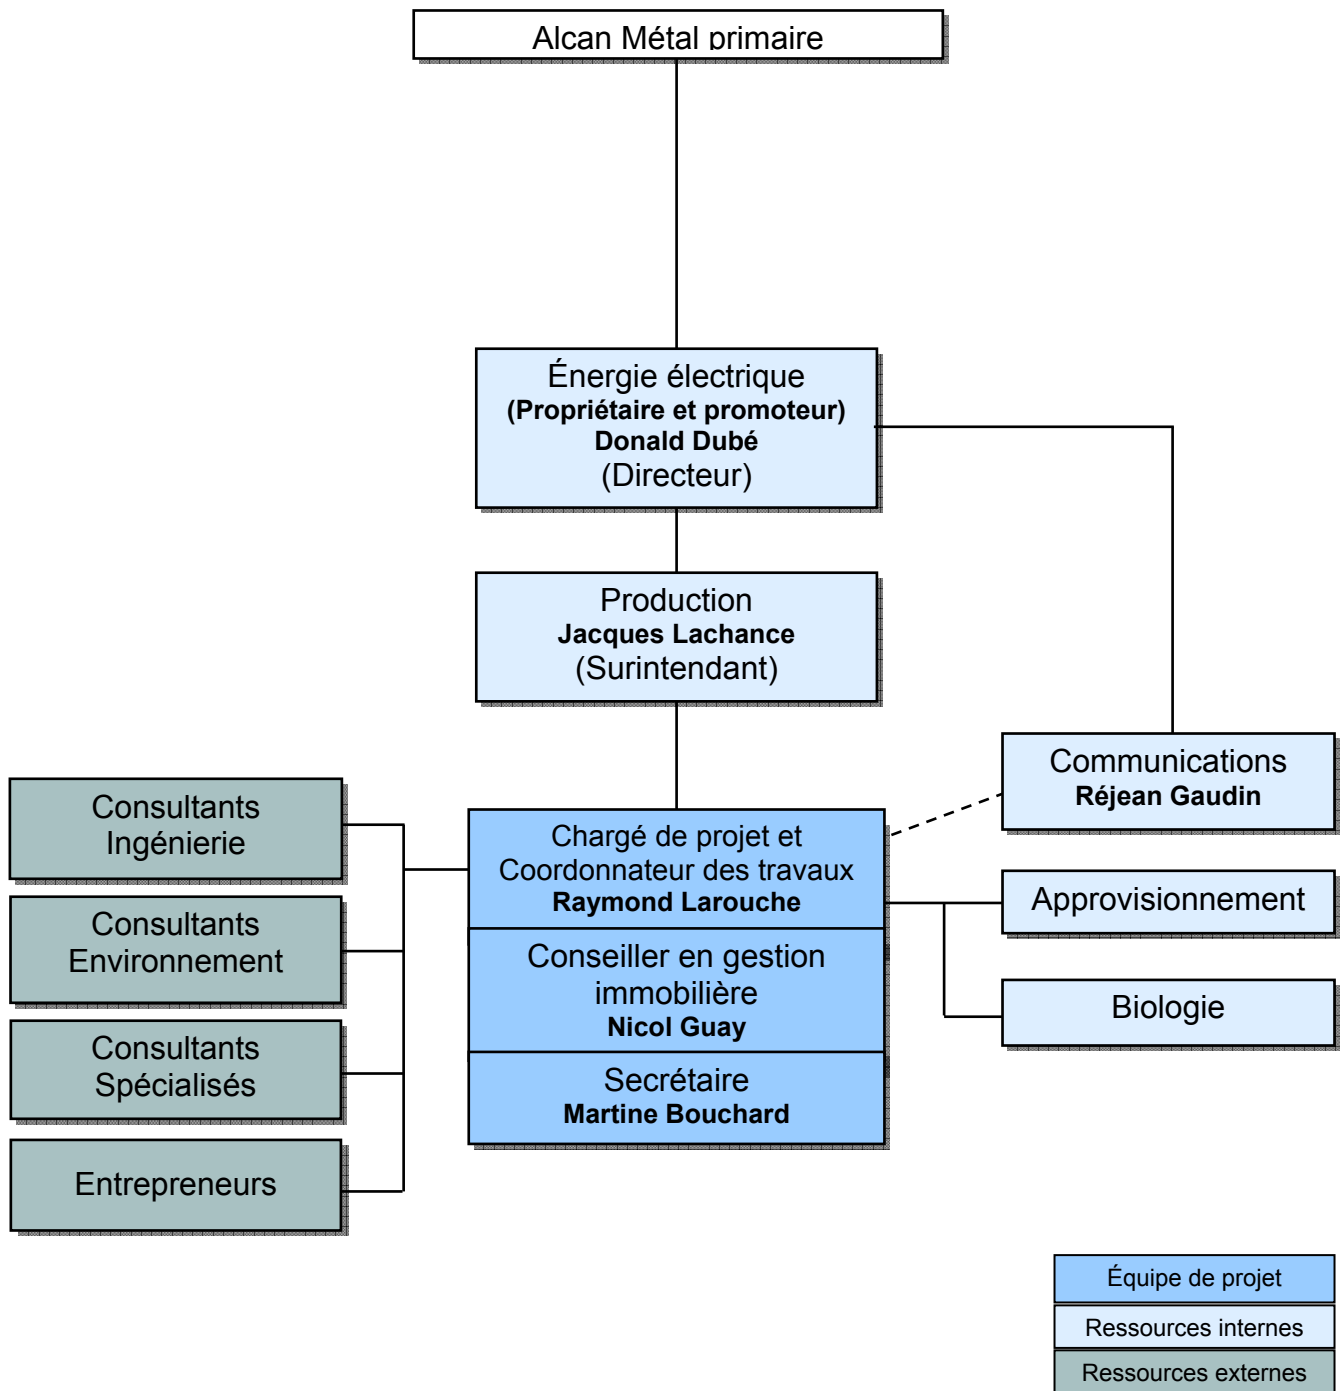 Alcan Métal primaire
Énergie électrique
(Propriétaire et promoteur)
Donald Dubé
(Directeur)
Production
Jacques Lachance
(Surintendant)
Communications
Réjean Gaudin
Consultants
Ingénierie
Chargé de projet et
Coordonnateur des travaux
Raymond Larouche
Approvisionnement
Consultants
Environnement
Conseiller en gestion
immobilière
Nicol Guay
Biologie
Consultants
Spécialisés
Secrétaire
Martine Bouchard
Entrepreneurs
Équipe de projet
Ressources internes
Ressources externes